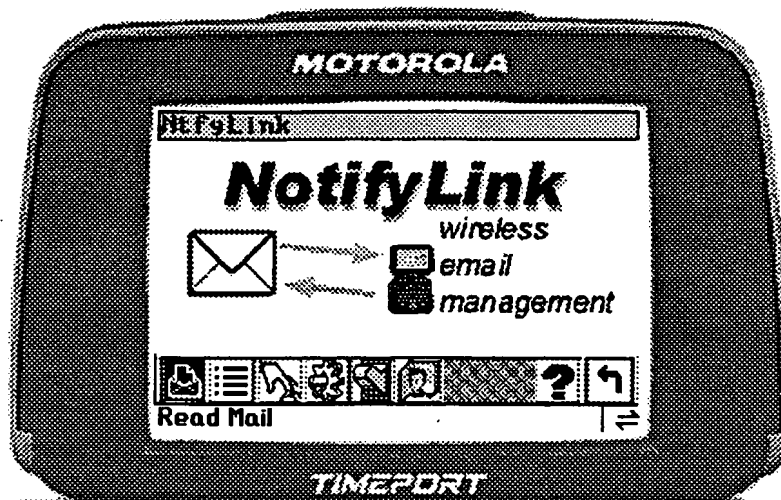 MOTOROLA
NtfyLink
NotifyLink
wireless
email
management
?
Read Mail
TIMEPORT